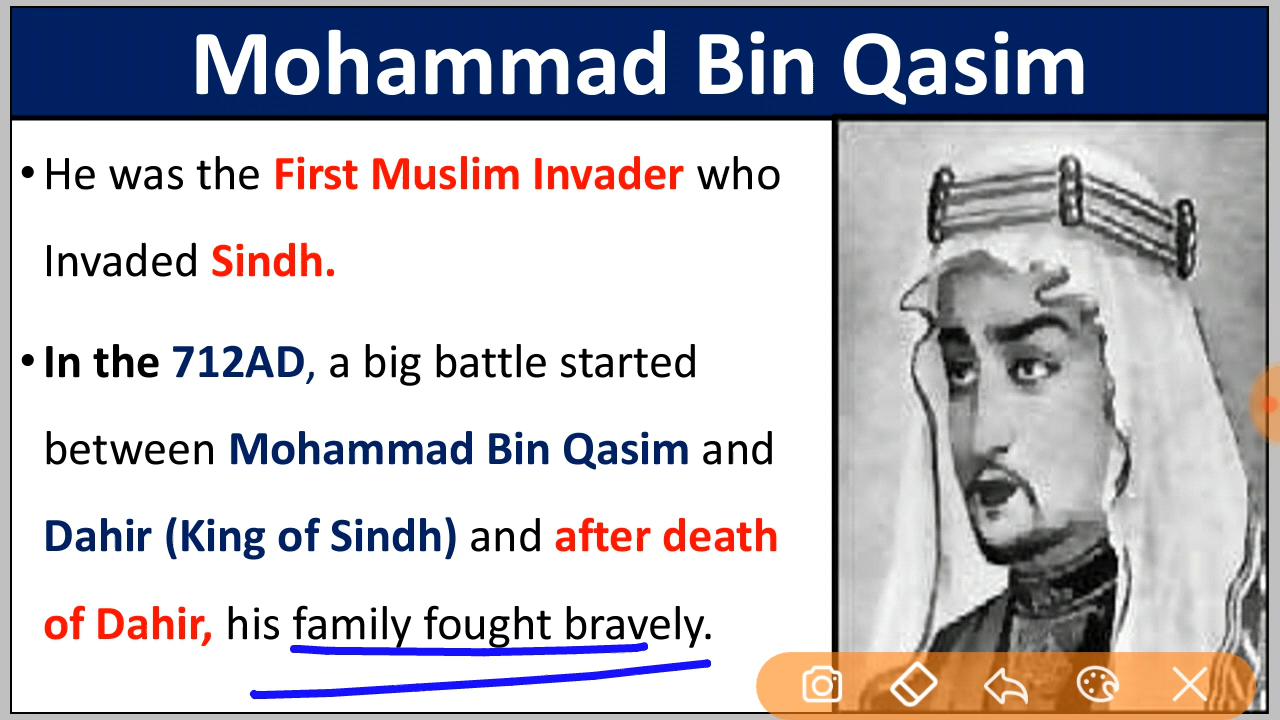 Mohammad Bin Qasim
• He was the First Muslim Invader who
Invaded Sindh.
• In the 712AD, a big battle started
between Mohammad Bin Qasim and
Dahir (King of Sindh) and after death
of Dahir, his family fought bravely.